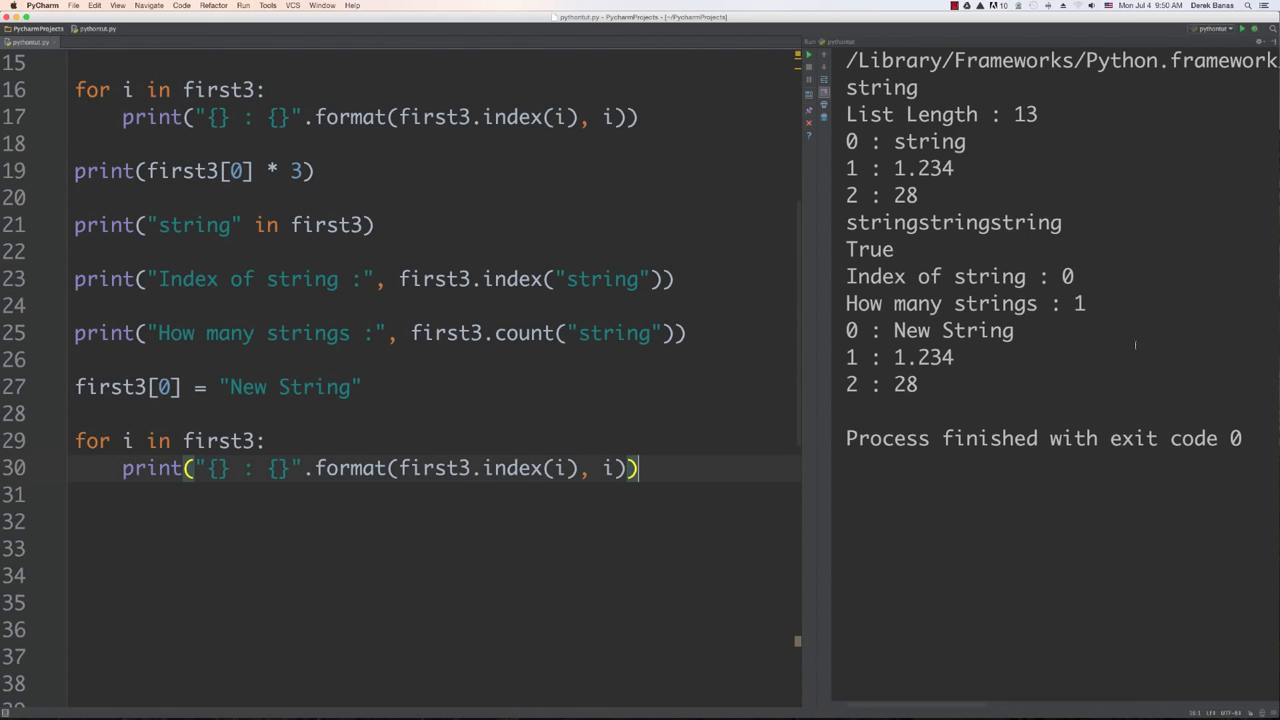 PyCharm File Edit View Navigate Code Refactor Run Tools VCS Window Help
10 Mon Jul 4 9:50 AM Derek Banas
pythontut.py - PycharmProjects - [~/PycharmProjects]
PycharmProjects pythontut.py pythontut
pythontut.py
Run pythontut
15
16 for i in first3:
17 print("{} : {}".format(first3.index(i), i))
18
19 print(first3[0] * 3)
20
21 print("string" in first3)
22
23 print("Index of string :", first3.index("string"))
24
25 print("How many strings :", first3.count("string"))
26
27 first3[0] = "New String"
28
29 for i in first3:
30 print("{} : {}".format(first3.index(i), i))
31
32
33
34
35
36
37
38
/Library/Frameworks/Python.framework
string
List Length : 13
0 : string
1 : 1.234
2 : 28
stringstringstring
True
Index of string : 0
How many strings : 1
0 : New String
1 : 1.234
2 : 28
Process finished with exit code 0